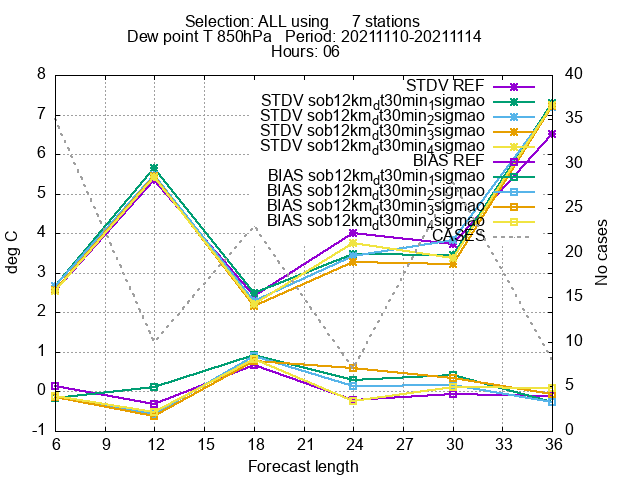 Selection: ALL using 7 stations
Dew point T 850hPa Period: 20211110-20211114
Hours: 06
8
7
6
5
4
3
2
1
0
-1
deg C
40
35
30
25
20
15
10
5
0
No cases
STDV REF
STDV sob12km_dt30min_1sigmao
STDV sob12km_dt30min_2sigmao
STDV sob12km_dt30min_3sigmao
STDV sob12km_dt30min_4sigmao
BIAS REF
BIAS sob12km_dt30min_1sigmao
BIAS sob12km_dt30min_2sigmao
BIAS sob12km_dt30min_3sigmao
BIAS sob12km_dt30min_4sigmao
CASES
6 9 12 15 18 21 24 27 30 33 36
Forecast length